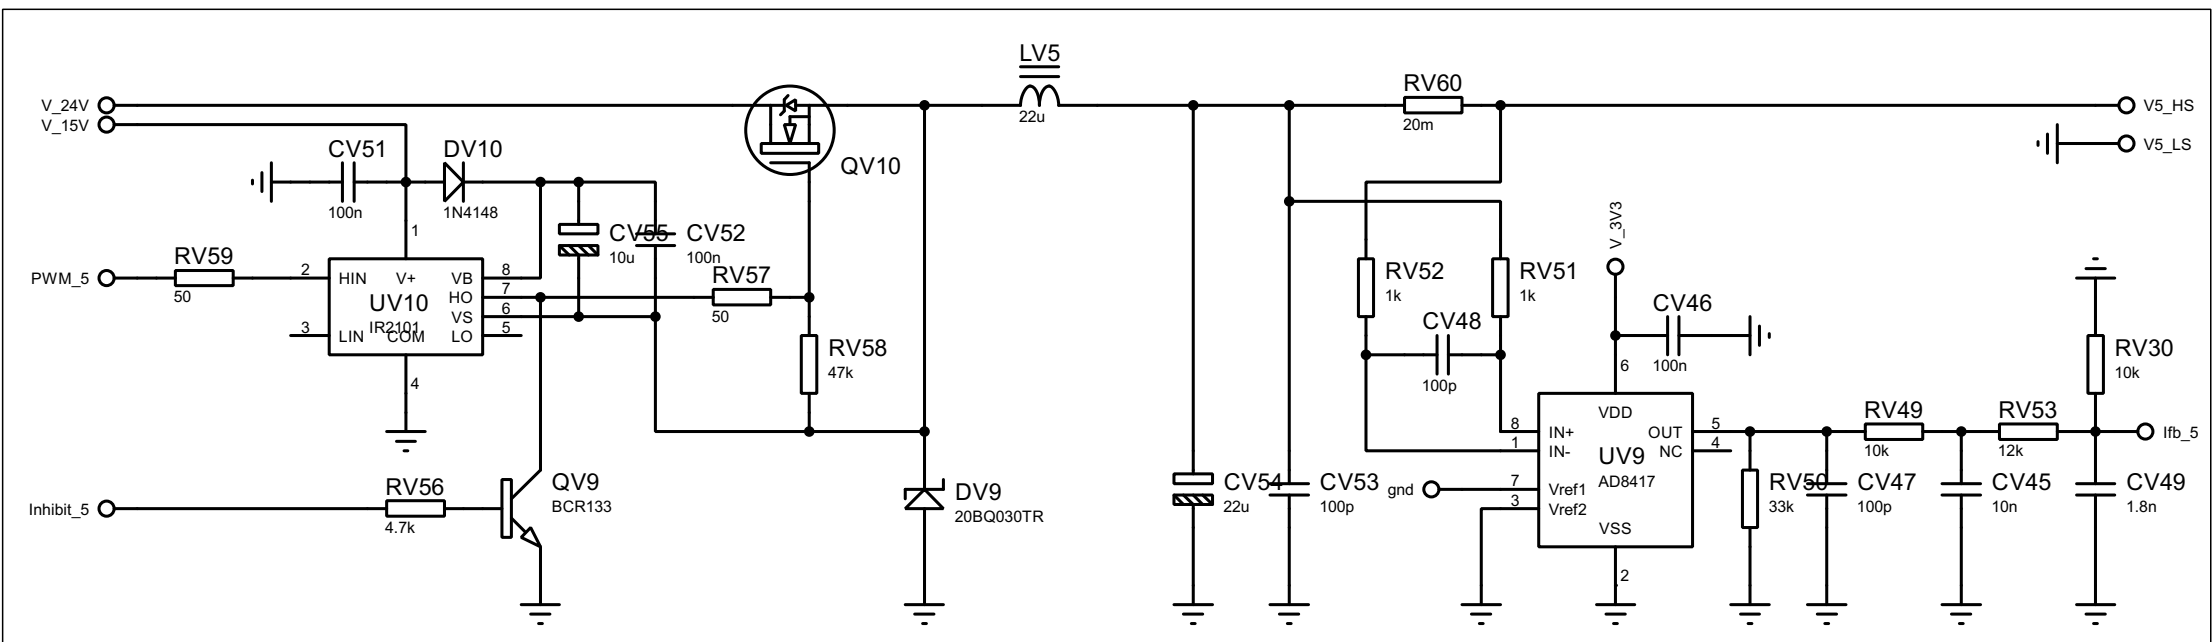 LV5
22u
RV60
20m
V_24V
V_15V
V5_HS
V5_LS
QV10
CV51
100n
DV10
1N4148
1
CV55
10u
CV52
100n
PWM_5
RV59
50
2
HIN
V+
VB
8
HO
7
UV10
IR2101
VS
6
3
LIN
COM
LO
5
4
RV57
50
RV58
47k
Inhibit_5
RV56
4.7k
QV9
BCR133
DV9
20BQ030TR
RV52
1k
RV51
1k
CV48
100p
V_3V3
CV46
100n
6
VDD
8
IN+
1
IN-
OUT
5
NC
4
UV9
AD8417
gnd
7
Vref1
3
Vref2
VSS
2
CV54
22u
CV53
100p
RV50
33k
CV47
100p
RV49
10k
CV45
10n
RV53
12k
RV30
10k
Ifb_5
CV49
1.8n